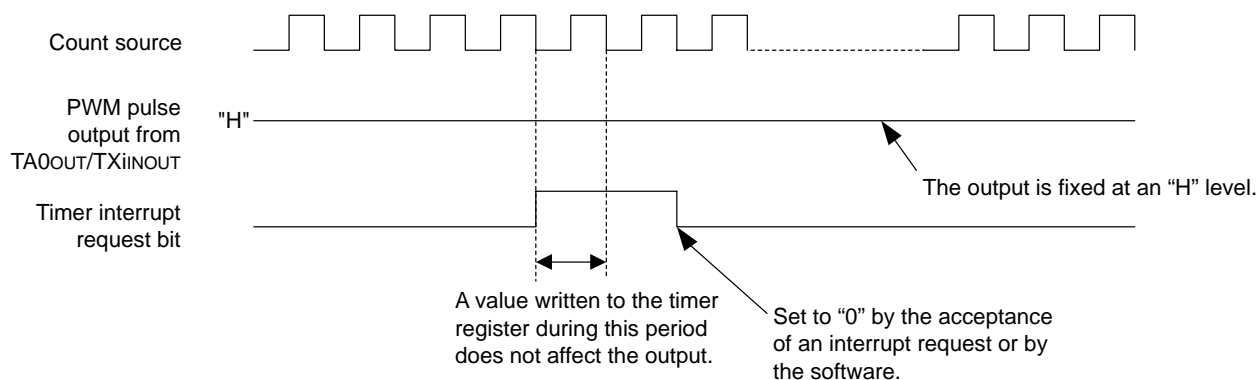 Count source
PWM pulse
output from
TA0OUT/TXiINOUT
"H"
The output is fixed at an “H” level.
Timer interrupt
request bit
A value written to the timer
register during this period
does not affect the output.
Set to “0” by the acceptance
of an interrupt request or by
the software.